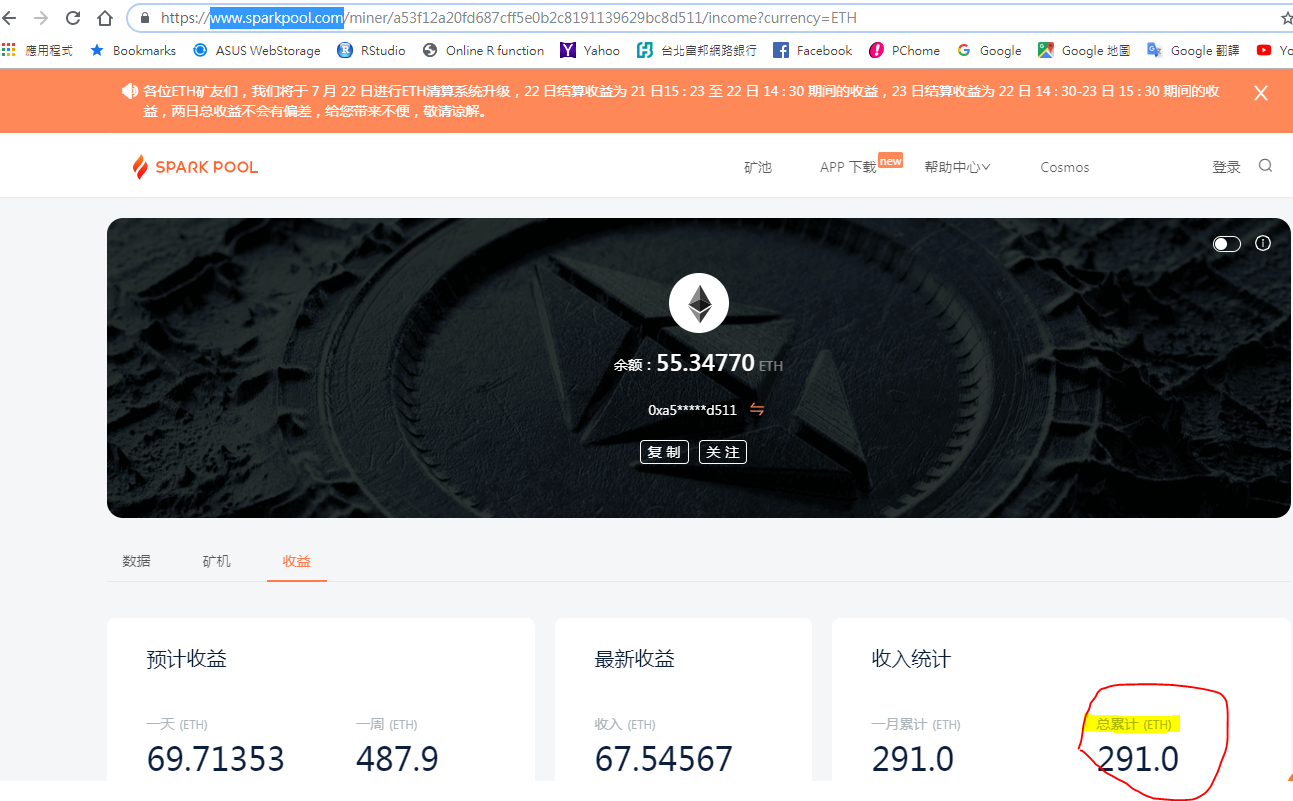 https://www.sparkpool.com/miner/a53f12a20fd687cff5e0b2c8191139629bc8d511/income?currency=ETH
應用程式 Bookmarks ASUS WebStorage RStudio Online R function Yahoo 台北富邦網路銀行 Facebook PChome Google Google 地圖 Google 翻譯 Yo
各位ETH矿友们，我们将于 7 月 22 日进行ETH清算系统升级，22 日结算收益为 21 日15 : 23 至 22 日 14 : 30 期间的收益，23 日结算收益为 22 日 14 : 30-23 日 15 : 30 期间的收
益，两日总收益不会有偏差，给您带来不便，敬请谅解。
SPARK POOL 矿池 APP 下载 new 帮助中心 Cosmos 登录
余额：55.34770 ETH
0xa5*****d511
复制 关注
数据 矿机 收益
预计收益 最新收益 收入统计
一天 (ETH) 一周 (ETH) 收入 (ETH) 一月累计 (ETH) 总累计 (ETH)
69.71353 487.9 67.54567 291.0 291.0